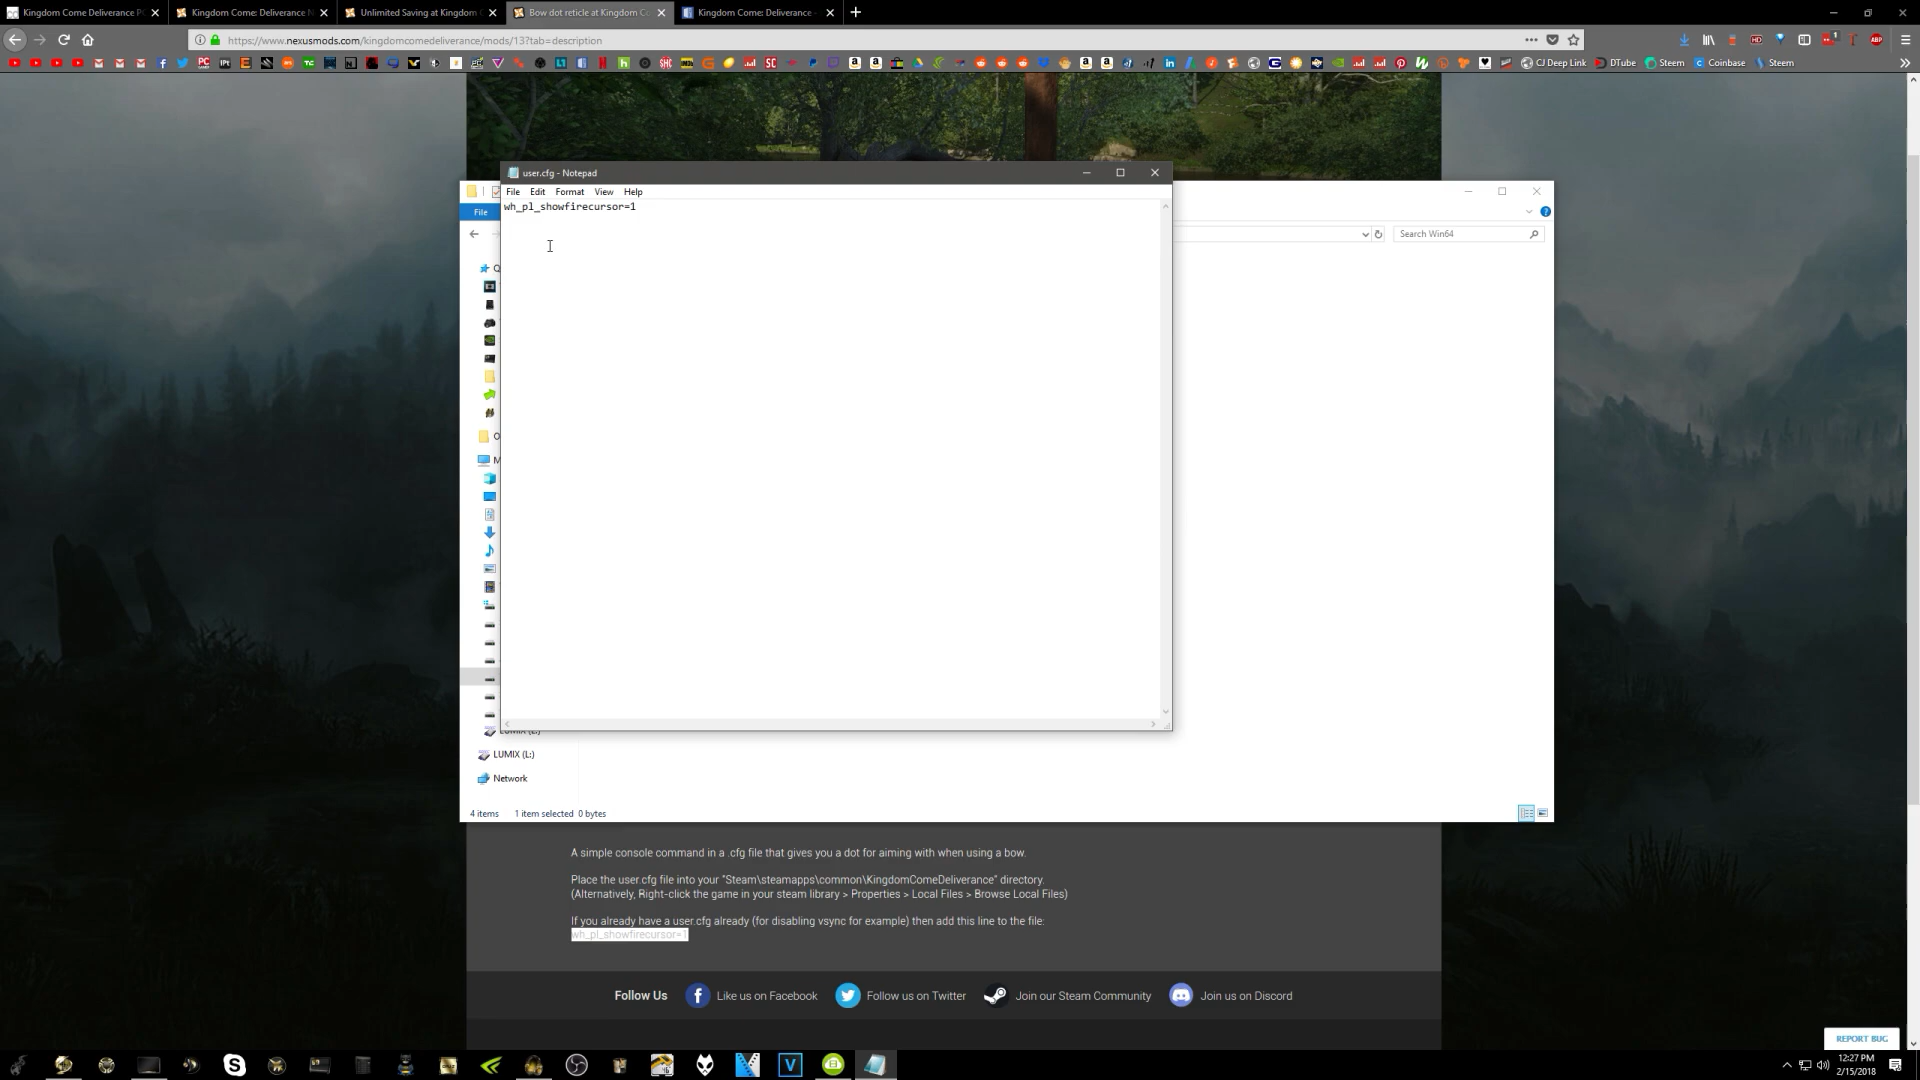 Kingdom Come Deliverance P
Kingdom Come: Deliverance
Unlimited Saving at Kingdom
Bow dot reticle at Kingdom Co
Kingdom Come: Deliverance
https://www.nexusmods.com/kingdomcomedeliverance/mods/13?tab=description
CJ Deep Link
DTube
Steem
Coinbase
Steem
user.cfg - Notepad
File Edit Format View Help
wh_pl_showfirecursor=1
File
Search Win64
LUMIX (L:)
Network
4 items 1 item selected 0 bytes
A simple console command in a .cfg file that gives you a dot for aiming with when using a bow.
Place the user.cfg file into your "Steam\steamapps\common\KingdomComeDeliverance" directory.
(Alternatively, Right-click the game in your steam library > Properties > Local Files > Browse Local Files)
If you already have a user.cfg already (for disabling vsync for example) then add this line to the file:
wh_pl_showfirecursor=1
Follow Us
Like us on Facebook
Follow us on Twitter
Join our Steam Community
Join us on Discord
REPORT BUG
12:27 PM
2/15/2018